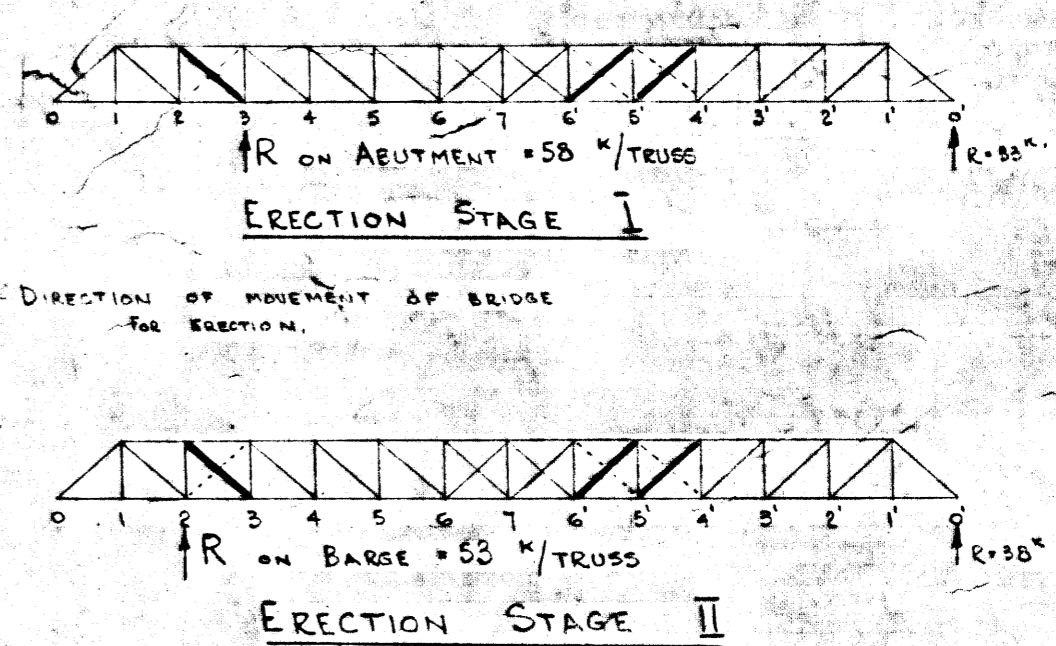 0 1 2 3 4 5 6 7 6' 5' 4' 3' 2' 1' 0'
R ON ABUTMENT = 58 K/TRUSS
R = 33 K.
ERECTION STAGE I
DIRECTION OF MOVEMENT OF BRIDGE
FOR ERECTION.
0 1 2 3 4 5 6 7 6' 5' 4' 3' 2' 1' 0'
R ON BARGE = 53 K/TRUSS
R = 38 K
ERECTION STAGE II